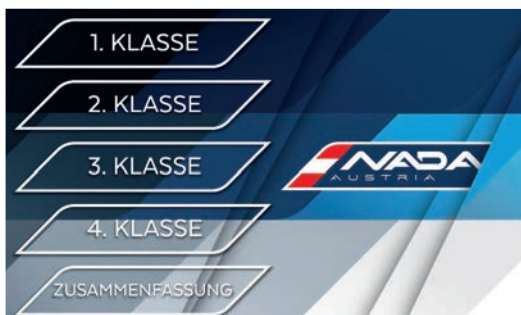 1. KLASSE
2. KLASSE
3. KLASSE
NADA
AUSTRIA
4. KLASSE
ZUSAMMENFASSUNG